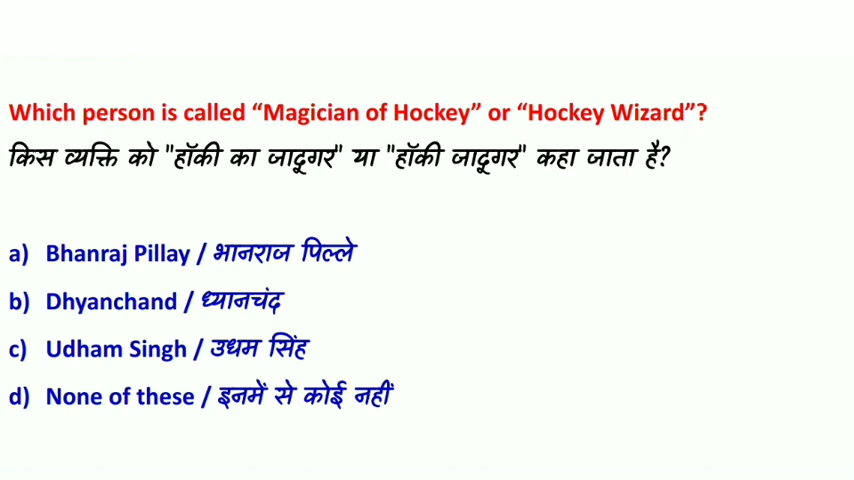 Which person is called “Magician of Hockey” or “Hockey Wizard”?
किस व्यक्ति को "हॉकी का जादूगर" या "हॉकी जादूगर" कहा जाता है?
a) Bhanraj Pillay / भानराज पिल्ले
b) Dhyanchand / ध्यानचंद
c) Udham Singh / उधम सिंह
d) None of these / इनमें से कोई नहीं